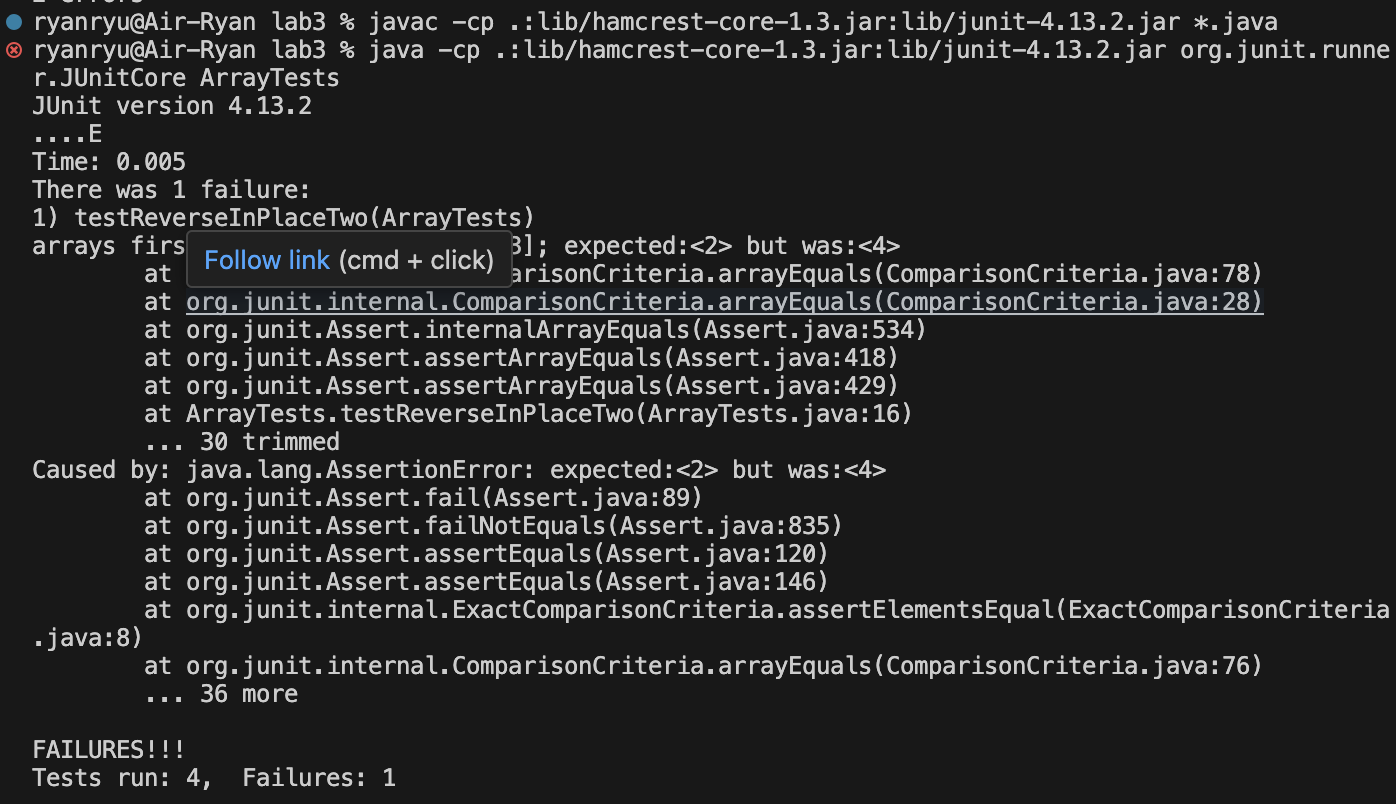 ryanryu@Air-Ryan lab3 % javac -cp .:lib/hamcrest-core-1.3.jar:lib/junit-4.13.2.jar *.java
ryanryu@Air-Ryan lab3 % java -cp .:lib/hamcrest-core-1.3.jar:lib/junit-4.13.2.jar org.junit.runne
r.JUnitCore ArrayTests
JUnit version 4.13.2
....E
Time: 0.005
There was 1 failure:
1) testReverseInPlaceTwo(ArrayTests)
arrays firs
Follow link (cmd + click)
3]; expected:<2> but was:<4>
at
arisonCriteria.arrayEquals(ComparisonCriteria.java:78)
at org.junit.internal.ComparisonCriteria.arrayEquals(ComparisonCriteria.java:28)
at org.junit.Assert.internalArrayEquals(Assert.java:534)
at org.junit.Assert.assertArrayEquals(Assert.java:418)
at org.junit.Assert.assertArrayEquals(Assert.java:429)
at ArrayTests.testReverseInPlaceTwo(ArrayTests.java:16)
... 30 trimmed
Caused by: java.lang.AssertionError: expected:<2> but was:<4>
at org.junit.Assert.fail(Assert.java:89)
at org.junit.Assert.failNotEquals(Assert.java:835)
at org.junit.Assert.assertEquals(Assert.java:120)
at org.junit.Assert.assertEquals(Assert.java:146)
at org.junit.internal.ExactComparisonCriteria.assertElementsEqual(ExactComparisonCriteria
.java:8)
at org.junit.internal.ComparisonCriteria.arrayEquals(ComparisonCriteria.java:76)
... 36 more
FAILURES!!!
Tests run: 4,  Failures: 1